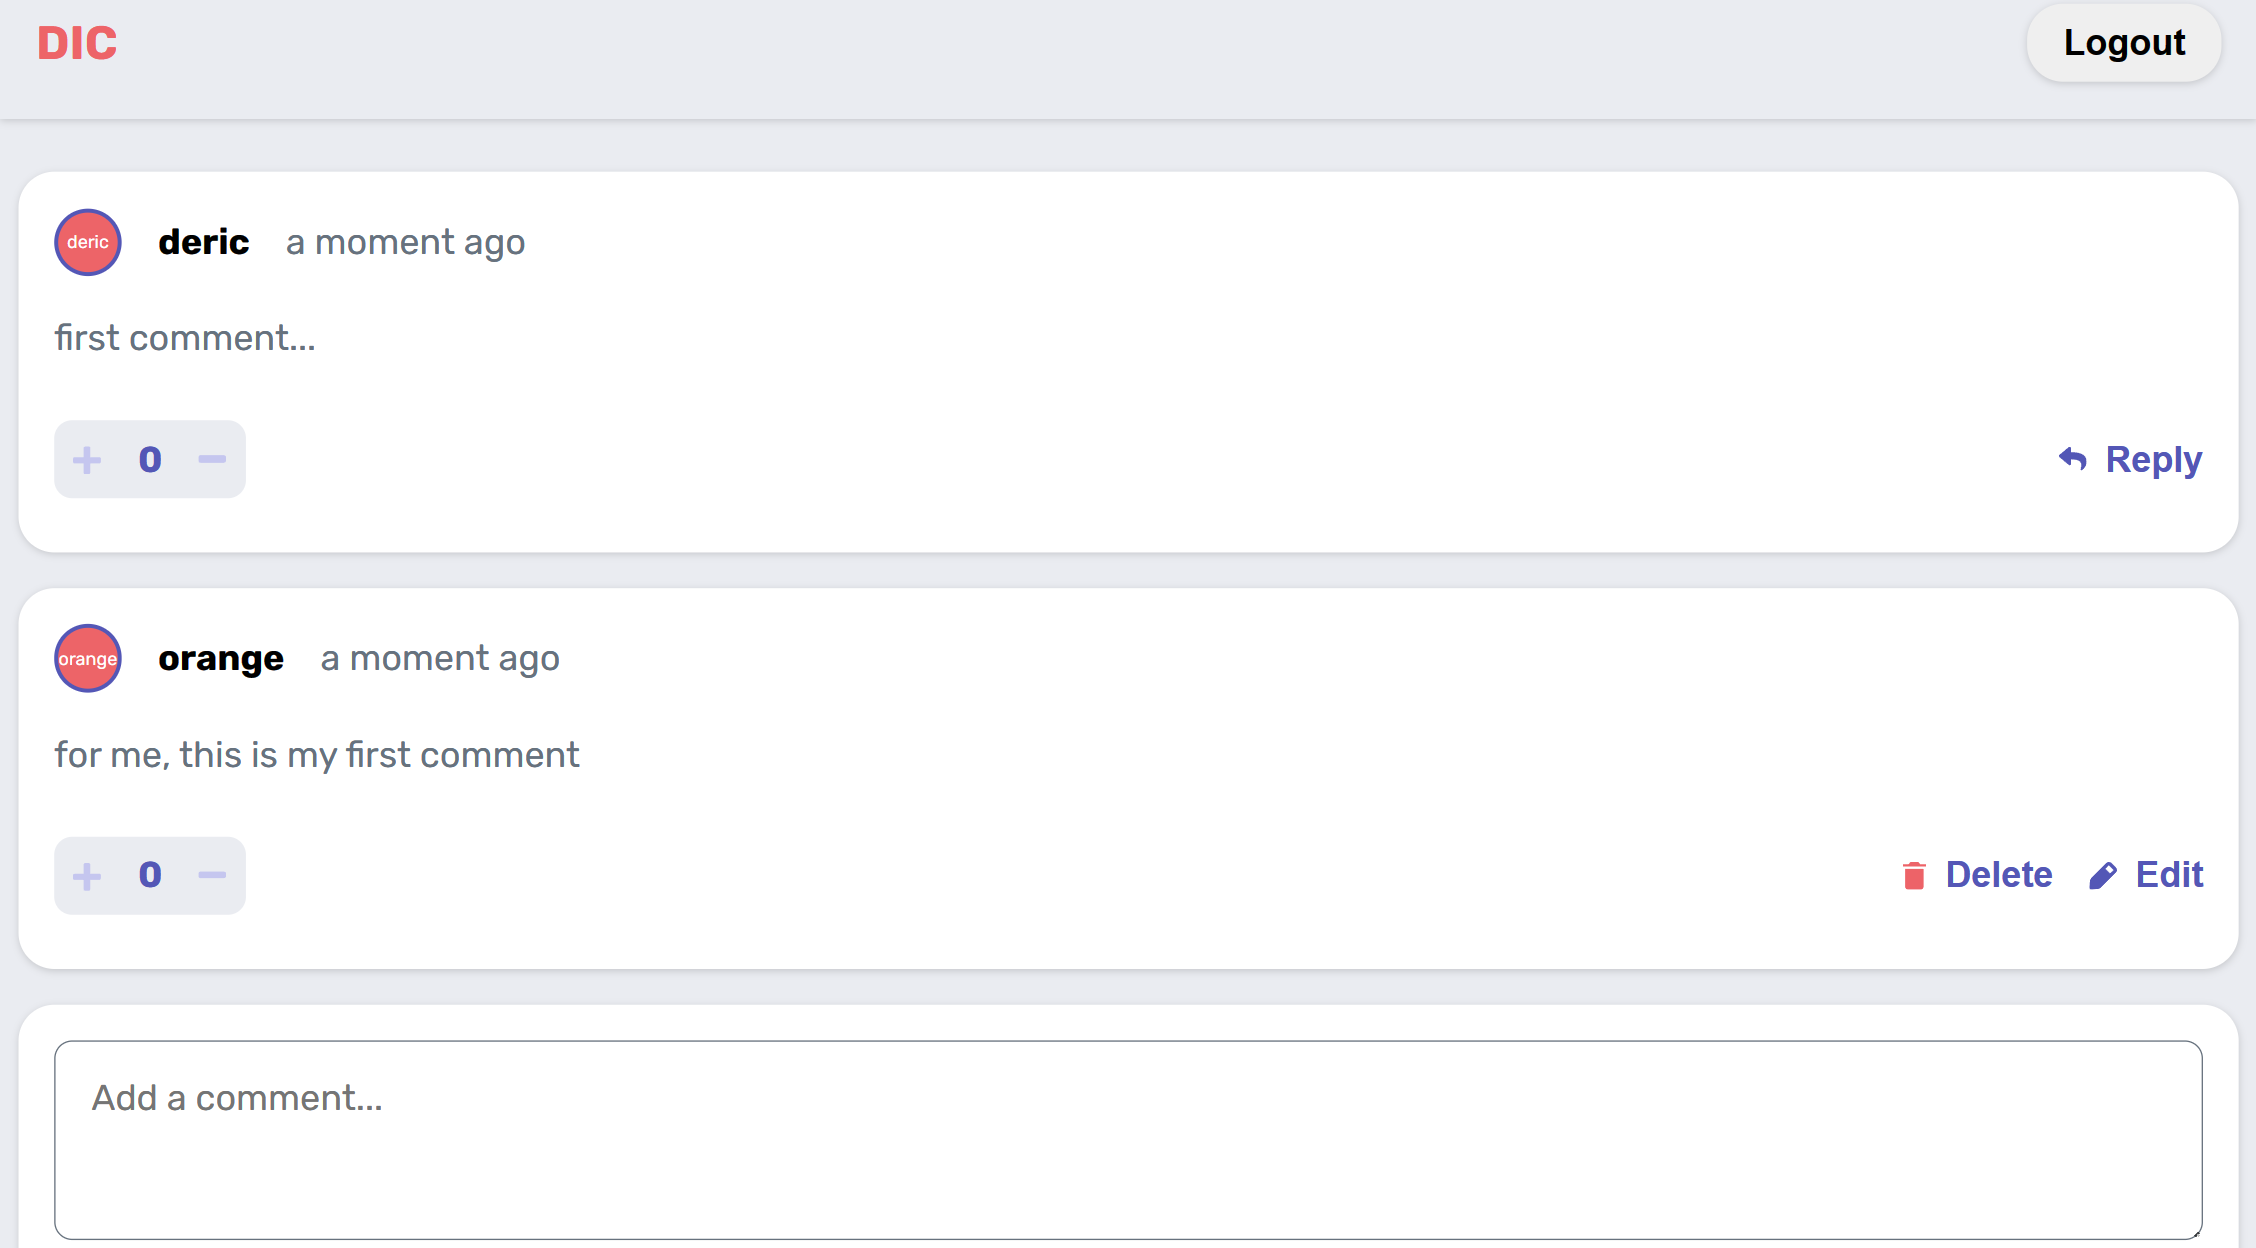 DIC
Logout
deric deric a moment ago
first comment...
+ 0 −
Reply
orange orange a moment ago
for me, this is my first comment
+ 0 −
Delete Edit
Add a comment...